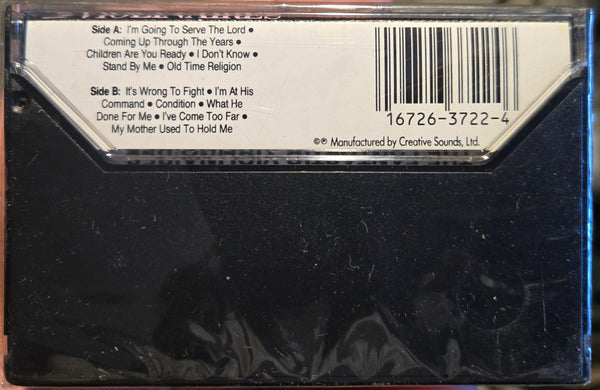 Side A: I'm Going To Serve The Lord •
Coming Up Through The Years •
Children Are You Ready • I Don't Know •
Stand By Me • Old Time Religion
Side B: It's Wrong To Fight • I'm At His
Command • Condition • What He
Done For Me • I've Come Too Far •
My Mother Used To Hold Me
16726-3722-4
©℗ Manufactured by Creative Sounds, Ltd.